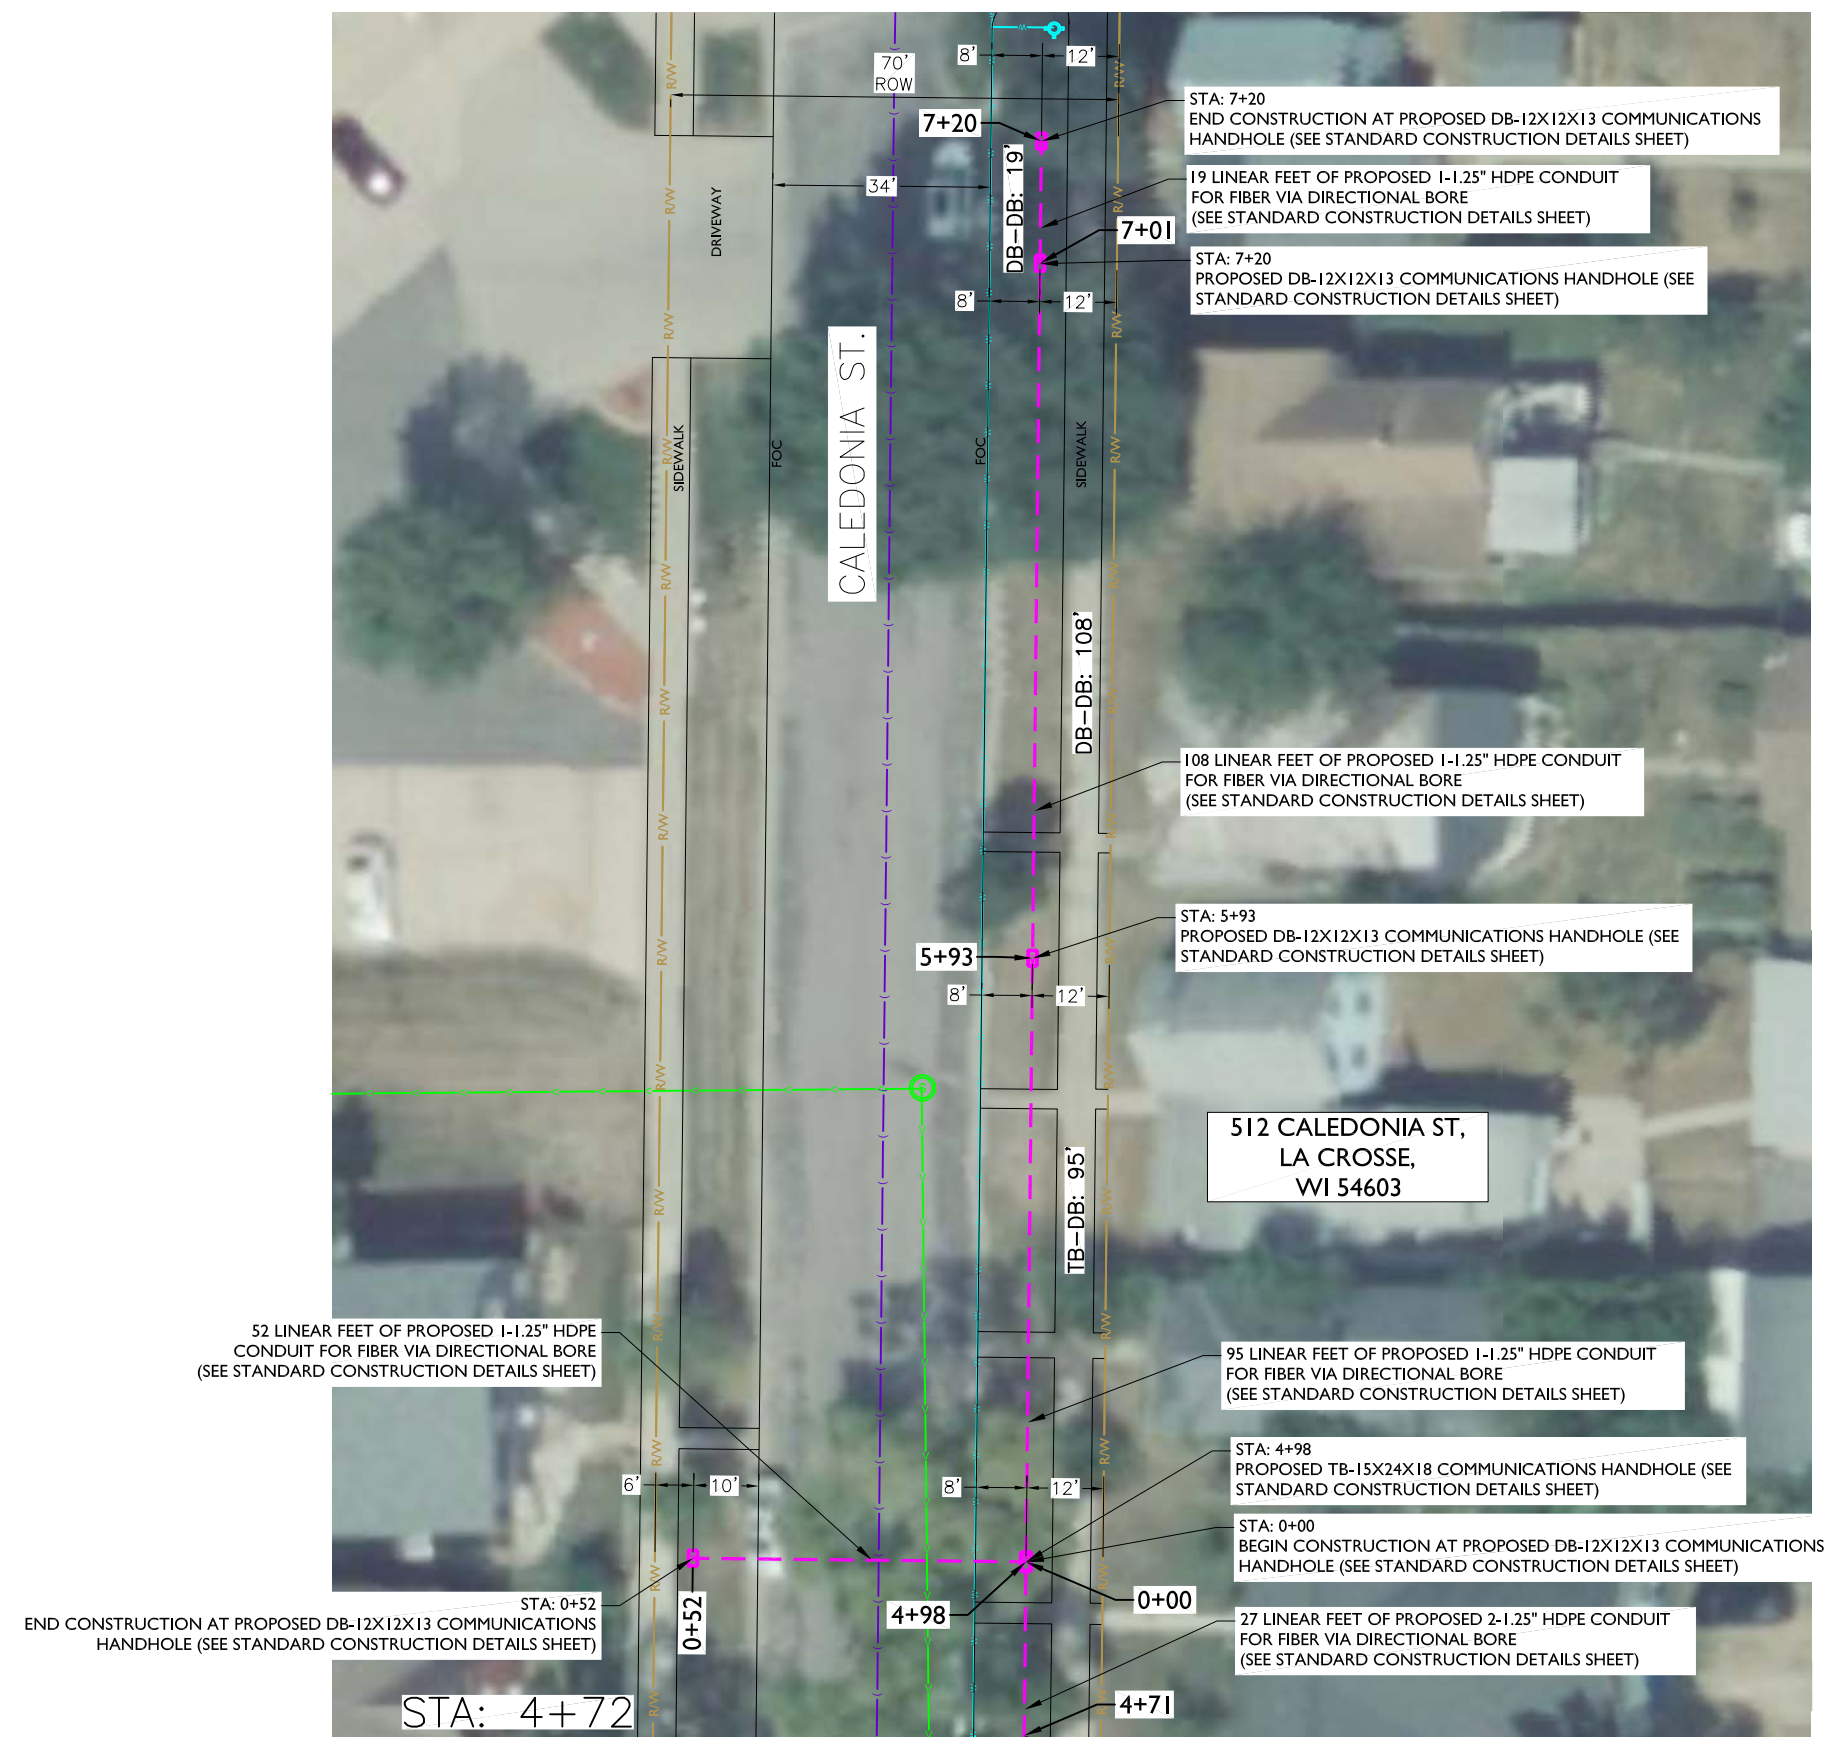 8'
12'
70'
ROW
R/W
R/W
STA: 7+20
END CONSTRUCTION AT PROPOSED DB-12X12X13 COMMUNICATIONS
HANDHOLE (SEE STANDARD CONSTRUCTION DETAILS SHEET)
7+20
DB-DB: 19'
34'
R/W
R/W
DRIVEWAY
19 LINEAR FEET OF PROPOSED 1-1.25" HDPE CONDUIT
FOR FIBER VIA DIRECTIONAL BORE
(SEE STANDARD CONSTRUCTION DETAILS SHEET)
7+01
STA: 7+20
PROPOSED DB-12X12X13 COMMUNICATIONS HANDHOLE (SEE
STANDARD CONSTRUCTION DETAILS SHEET)
8'
12'
R/W
R/W
CALEDONIA ST.
SIDEWALK
FOC
FOC
SIDEWALK
R/W
R/W
R/W
R/W
DB-DB: 108'
R/W
R/W
108 LINEAR FEET OF PROPOSED 1-1.25" HDPE CONDUIT
FOR FIBER VIA DIRECTIONAL BORE
(SEE STANDARD CONSTRUCTION DETAILS SHEET)
R/W
R/W
STA: 5+93
PROPOSED DB-12X12X13 COMMUNICATIONS HANDHOLE (SEE
STANDARD CONSTRUCTION DETAILS SHEET)
5+93
R/W
R/W
8'
12'
R/W
R/W
512 CALEDONIA ST,
LA CROSSE,
WI 54603
TB-DB: 95'
R/W
R/W
52 LINEAR FEET OF PROPOSED 1-1.25" HDPE
CONDUIT FOR FIBER VIA DIRECTIONAL BORE
(SEE STANDARD CONSTRUCTION DETAILS SHEET)
R/W
R/W
95 LINEAR FEET OF PROPOSED 1-1.25" HDPE CONDUIT
FOR FIBER VIA DIRECTIONAL BORE
(SEE STANDARD CONSTRUCTION DETAILS SHEET)
R/W
R/W
STA: 4+98
PROPOSED TB-15X24X18 COMMUNICATIONS HANDHOLE (SEE
STANDARD CONSTRUCTION DETAILS SHEET)
6'
10'
8'
12'
STA: 0+00
BEGIN CONSTRUCTION AT PROPOSED DB-12X12X13 COMMUNICATIONS
HANDHOLE (SEE STANDARD CONSTRUCTION DETAILS SHEET)
R/W
R/W
0+00
4+98
0+52
STA: 0+52
END CONSTRUCTION AT PROPOSED DB-12X12X13 COMMUNICATIONS
HANDHOLE (SEE STANDARD CONSTRUCTION DETAILS SHEET)
27 LINEAR FEET OF PROPOSED 2-1.25" HDPE CONDUIT
FOR FIBER VIA DIRECTIONAL BORE
(SEE STANDARD CONSTRUCTION DETAILS SHEET)
R/W
R/W
4+71
STA: 4+72